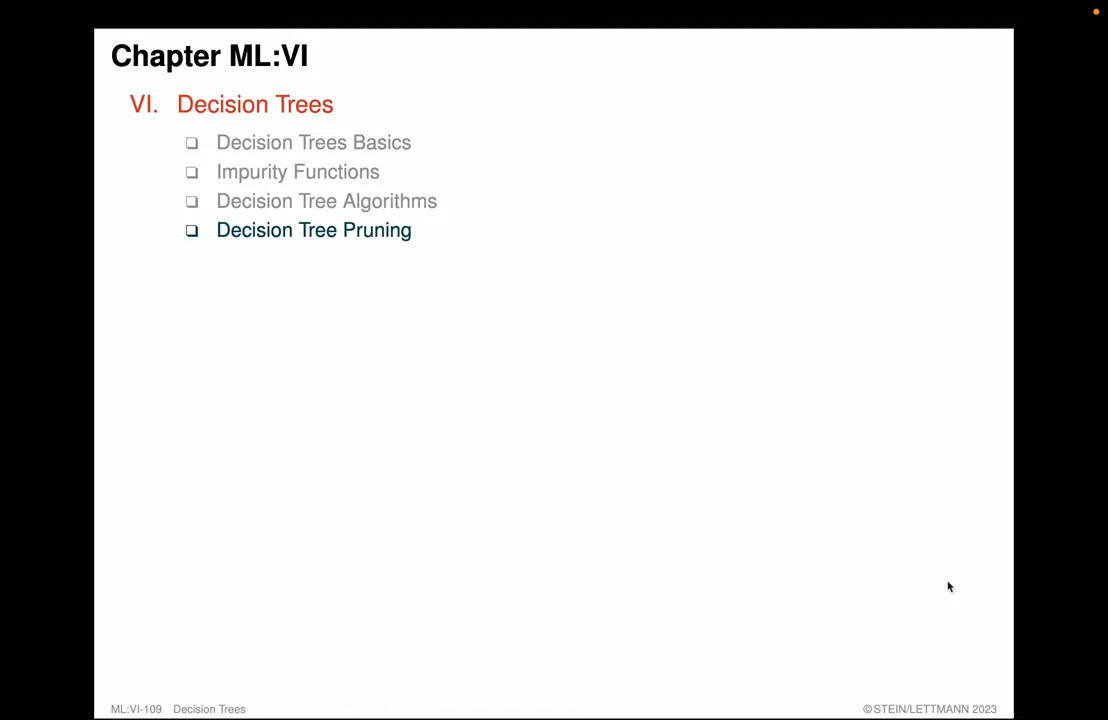 Chapter ML:VI
VI. Decision Trees
❑ Decision Trees Basics
❑ Impurity Functions
❑ Decision Tree Algorithms
❑ Decision Tree Pruning
ML:VI-109 Decision Trees
©STEIN/LETTMANN 2023